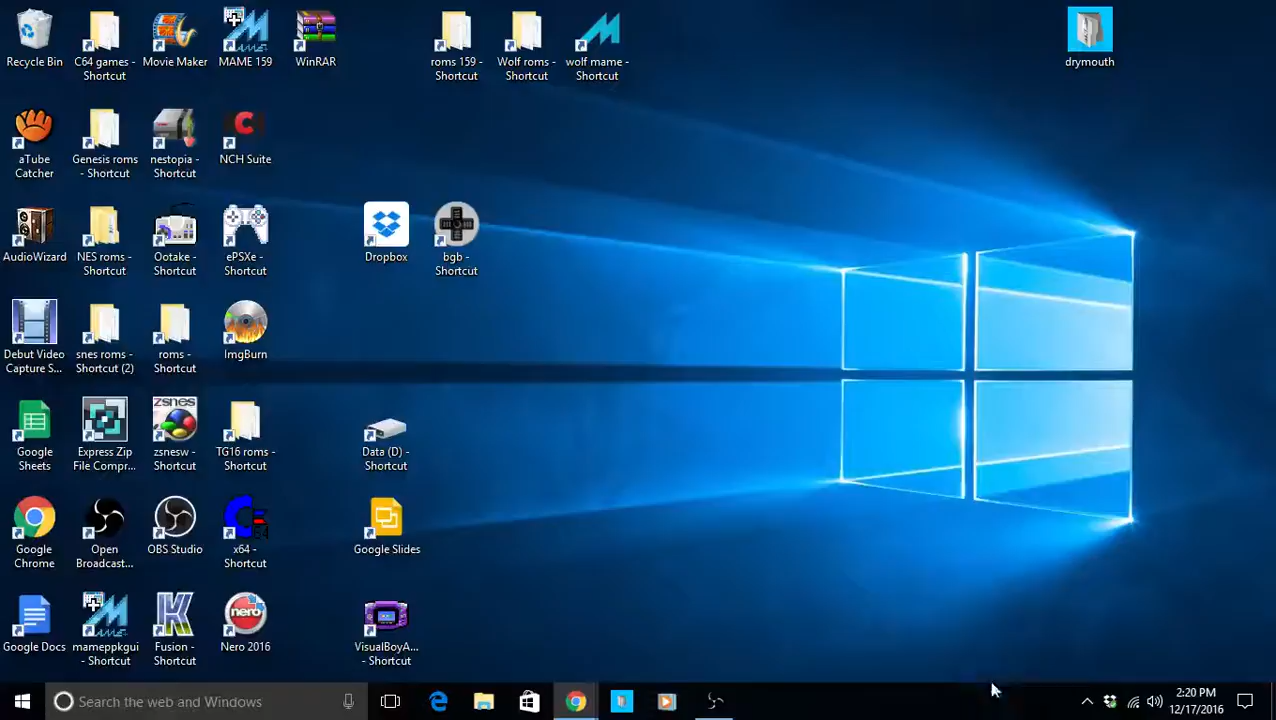 Recycle Bin
C64 games -
Shortcut
Movie Maker
MAME 159
WinRAR
roms 159 -
Shortcut
Wolf roms -
Shortcut
wolf mame -
Shortcut
drymouth
aTube
Catcher
Genesis roms
- Shortcut
nestopia -
Shortcut
NCH Suite
AudioWizard
NES roms -
Shortcut
Ootake -
Shortcut
ePSXe -
Shortcut
Dropbox
bgb -
Shortcut
Debut Video
Capture S...
snes roms -
Shortcut (2)
roms -
Shortcut
ImgBurn
Google
Sheets
Express Zip
File Compr...
zsnes
zsnesw -
Shortcut
TG16 roms -
Shortcut
Data (D) -
Shortcut
Google
Chrome
Open
Broadcast...
OBS Studio
64
x64 -
Shortcut
Google Slides
Google Docs
mameppkgui
- Shortcut
Fusion -
Shortcut
nero
Nero 2016
VisualBoyA...
- Shortcut
Search the web and Windows
2:20 PM
12/17/2016